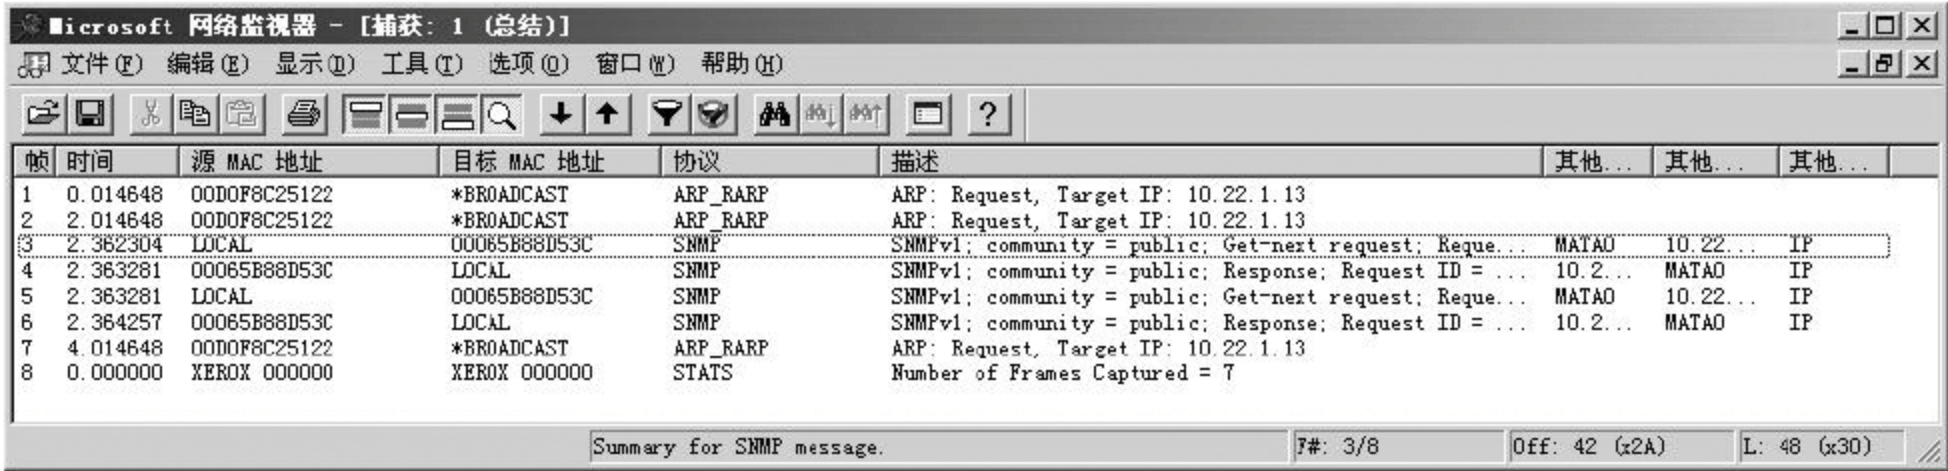 Microsoft 网络监视器 - [捕获: 1 (总结)]
文件(F) 编辑(E) 显示(D) 工具(T) 选项(O) 窗口(W) 帮助(H)
帧 时间 源 MAC 地址 目标 MAC 地址 协议 描述 其他... 其他... 其他...
1 0.014648 00D0F8C25122 *BROADCAST ARP_RARP ARP: Request, Target IP: 10.22.1.13
2 2.014648 00D0F8C25122 *BROADCAST ARP_RARP ARP: Request, Target IP: 10.22.1.13
3 2.362304 LOCAL 00065B88D53C SNMP SNMPv1; community = public; Get-next request; Reque... MATAO 10.22... IP
4 2.363281 00065B88D53C LOCAL SNMP SNMPv1; community = public; Response; Request ID = ... 10.2... MATAO IP
5 2.363281 LOCAL 00065B88D53C SNMP SNMPv1; community = public; Get-next request; Reque... MATAO 10.22... IP
6 2.364257 00065B88D53C LOCAL SNMP SNMPv1; community = public; Response; Request ID = ... 10.2... MATAO IP
7 4.014648 00D0F8C25122 *BROADCAST ARP_RARP ARP: Request, Target IP: 10.22.1.13
8 0.000000 XEROX 000000 XEROX 000000 STATS Number of Frames Captured = 7
Summary for SNMP message. F#: 3/8 Off: 42 (x2A) L: 48 (x30)